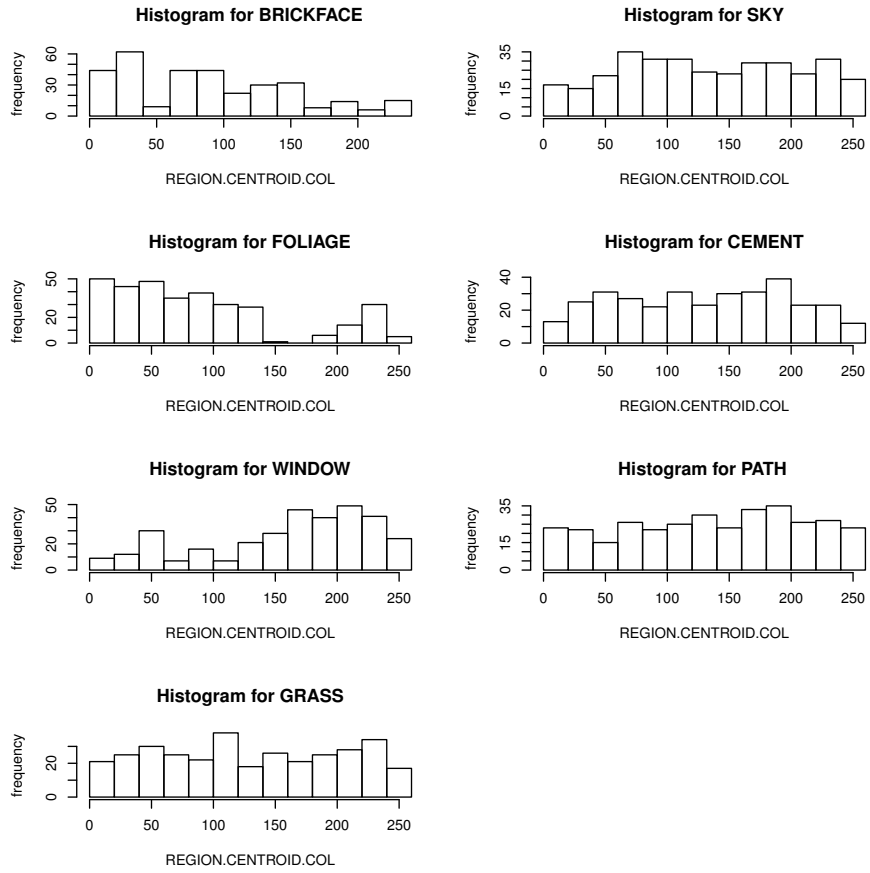 Histogram for BRICKFACE
frequency
0 30 60
0 50 100 150 200
REGION.CENTROID.COL
Histogram for SKY
frequency
0 15 35
0 50 100 150 200 250
REGION.CENTROID.COL
Histogram for FOLIAGE
frequency
0 20 50
0 50 100 150 200 250
REGION.CENTROID.COL
Histogram for CEMENT
frequency
0 20 40
0 50 100 150 200 250
REGION.CENTROID.COL
Histogram for WINDOW
frequency
0 20 50
0 50 100 150 200 250
REGION.CENTROID.COL
Histogram for PATH
frequency
0 15 35
0 50 100 150 200 250
REGION.CENTROID.COL
Histogram for GRASS
frequency
0 20
0 50 100 150 200 250
REGION.CENTROID.COL